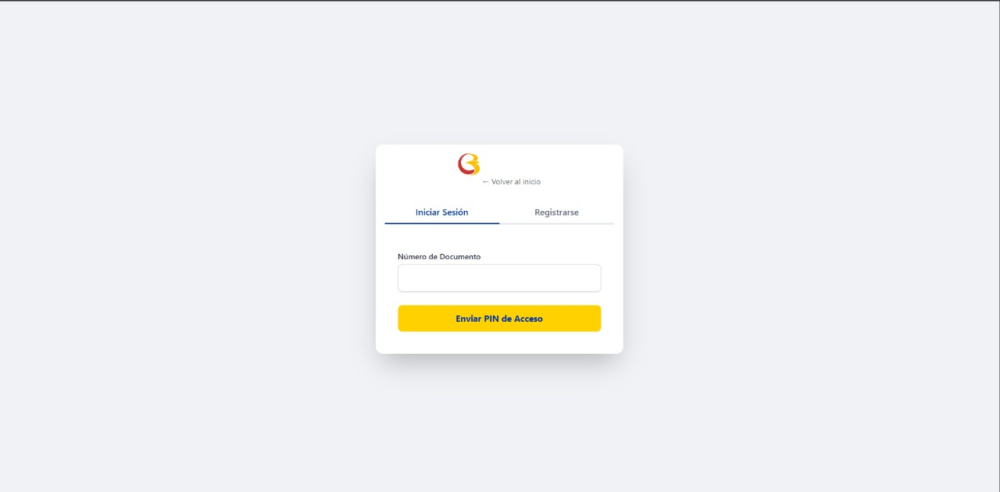 ← Volver al inicio
Iniciar Sesión
Registrarse
Número de Documento
Enviar PIN de Acceso